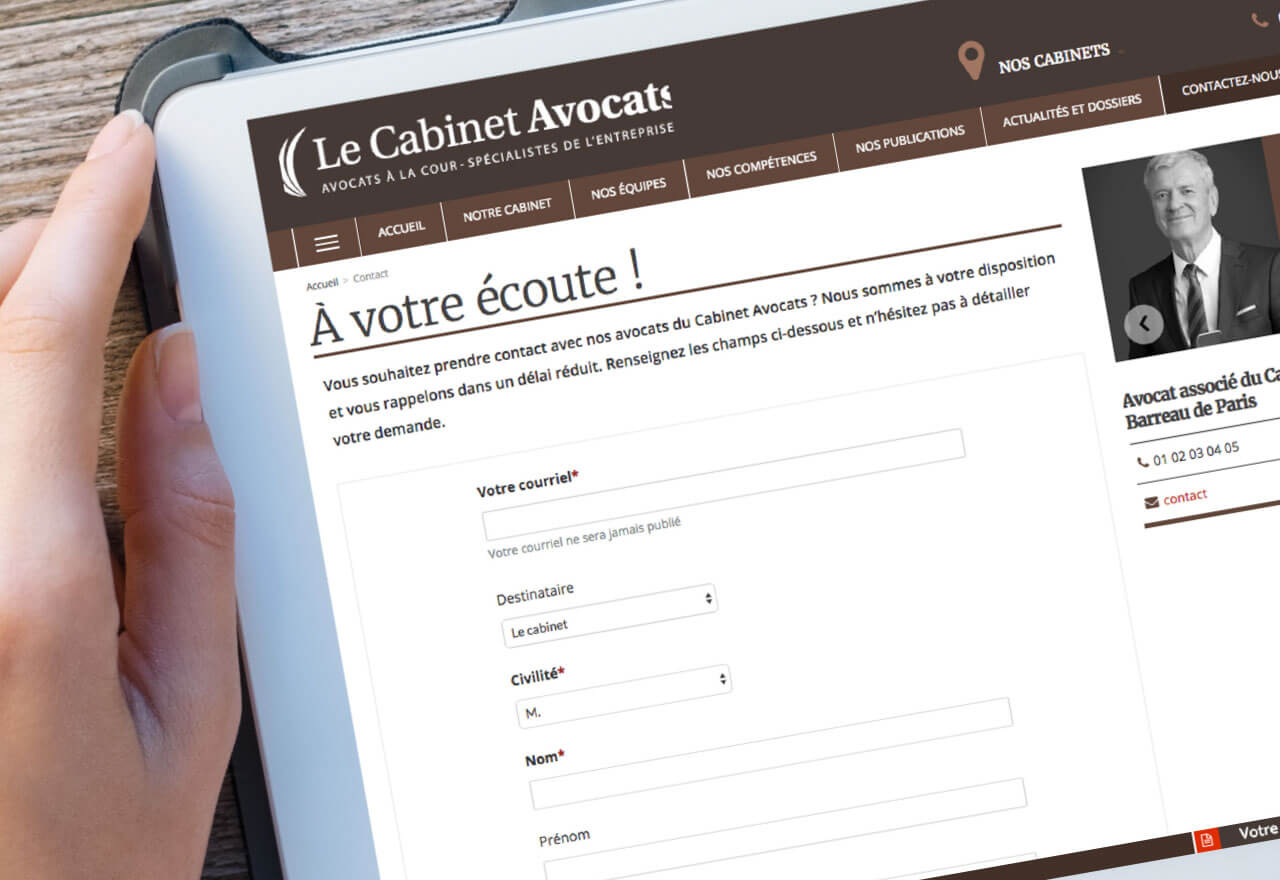 Le Cabinet Avocats
AVOCATS À LA COUR - SPÉCIALISTES DE L'ENTREPRISE
NOS CABINETS
ACCUEIL
NOTRE CABINET
NOS ÉQUIPES
NOS COMPÉTENCES
NOS PUBLICATIONS
ACTUALITÉS ET DOSSIERS
CONTACTEZ-NOUS
Accueil > Contact
À votre écoute !
Vous souhaitez prendre contact avec nos avocats du Cabinet Avocats ? Nous sommes à votre disposition
et vous rappelons dans un délai réduit. Renseignez les champs ci-dessous et n'hésitez pas à détailler
votre demande.
Votre courriel*
Votre courriel ne sera jamais publié
Destinataire
Le cabinet
Civilité*
M.
Nom*
Prénom
Avocat associé du
Barreau de Paris
01 02 03 04 05
contact
Votre